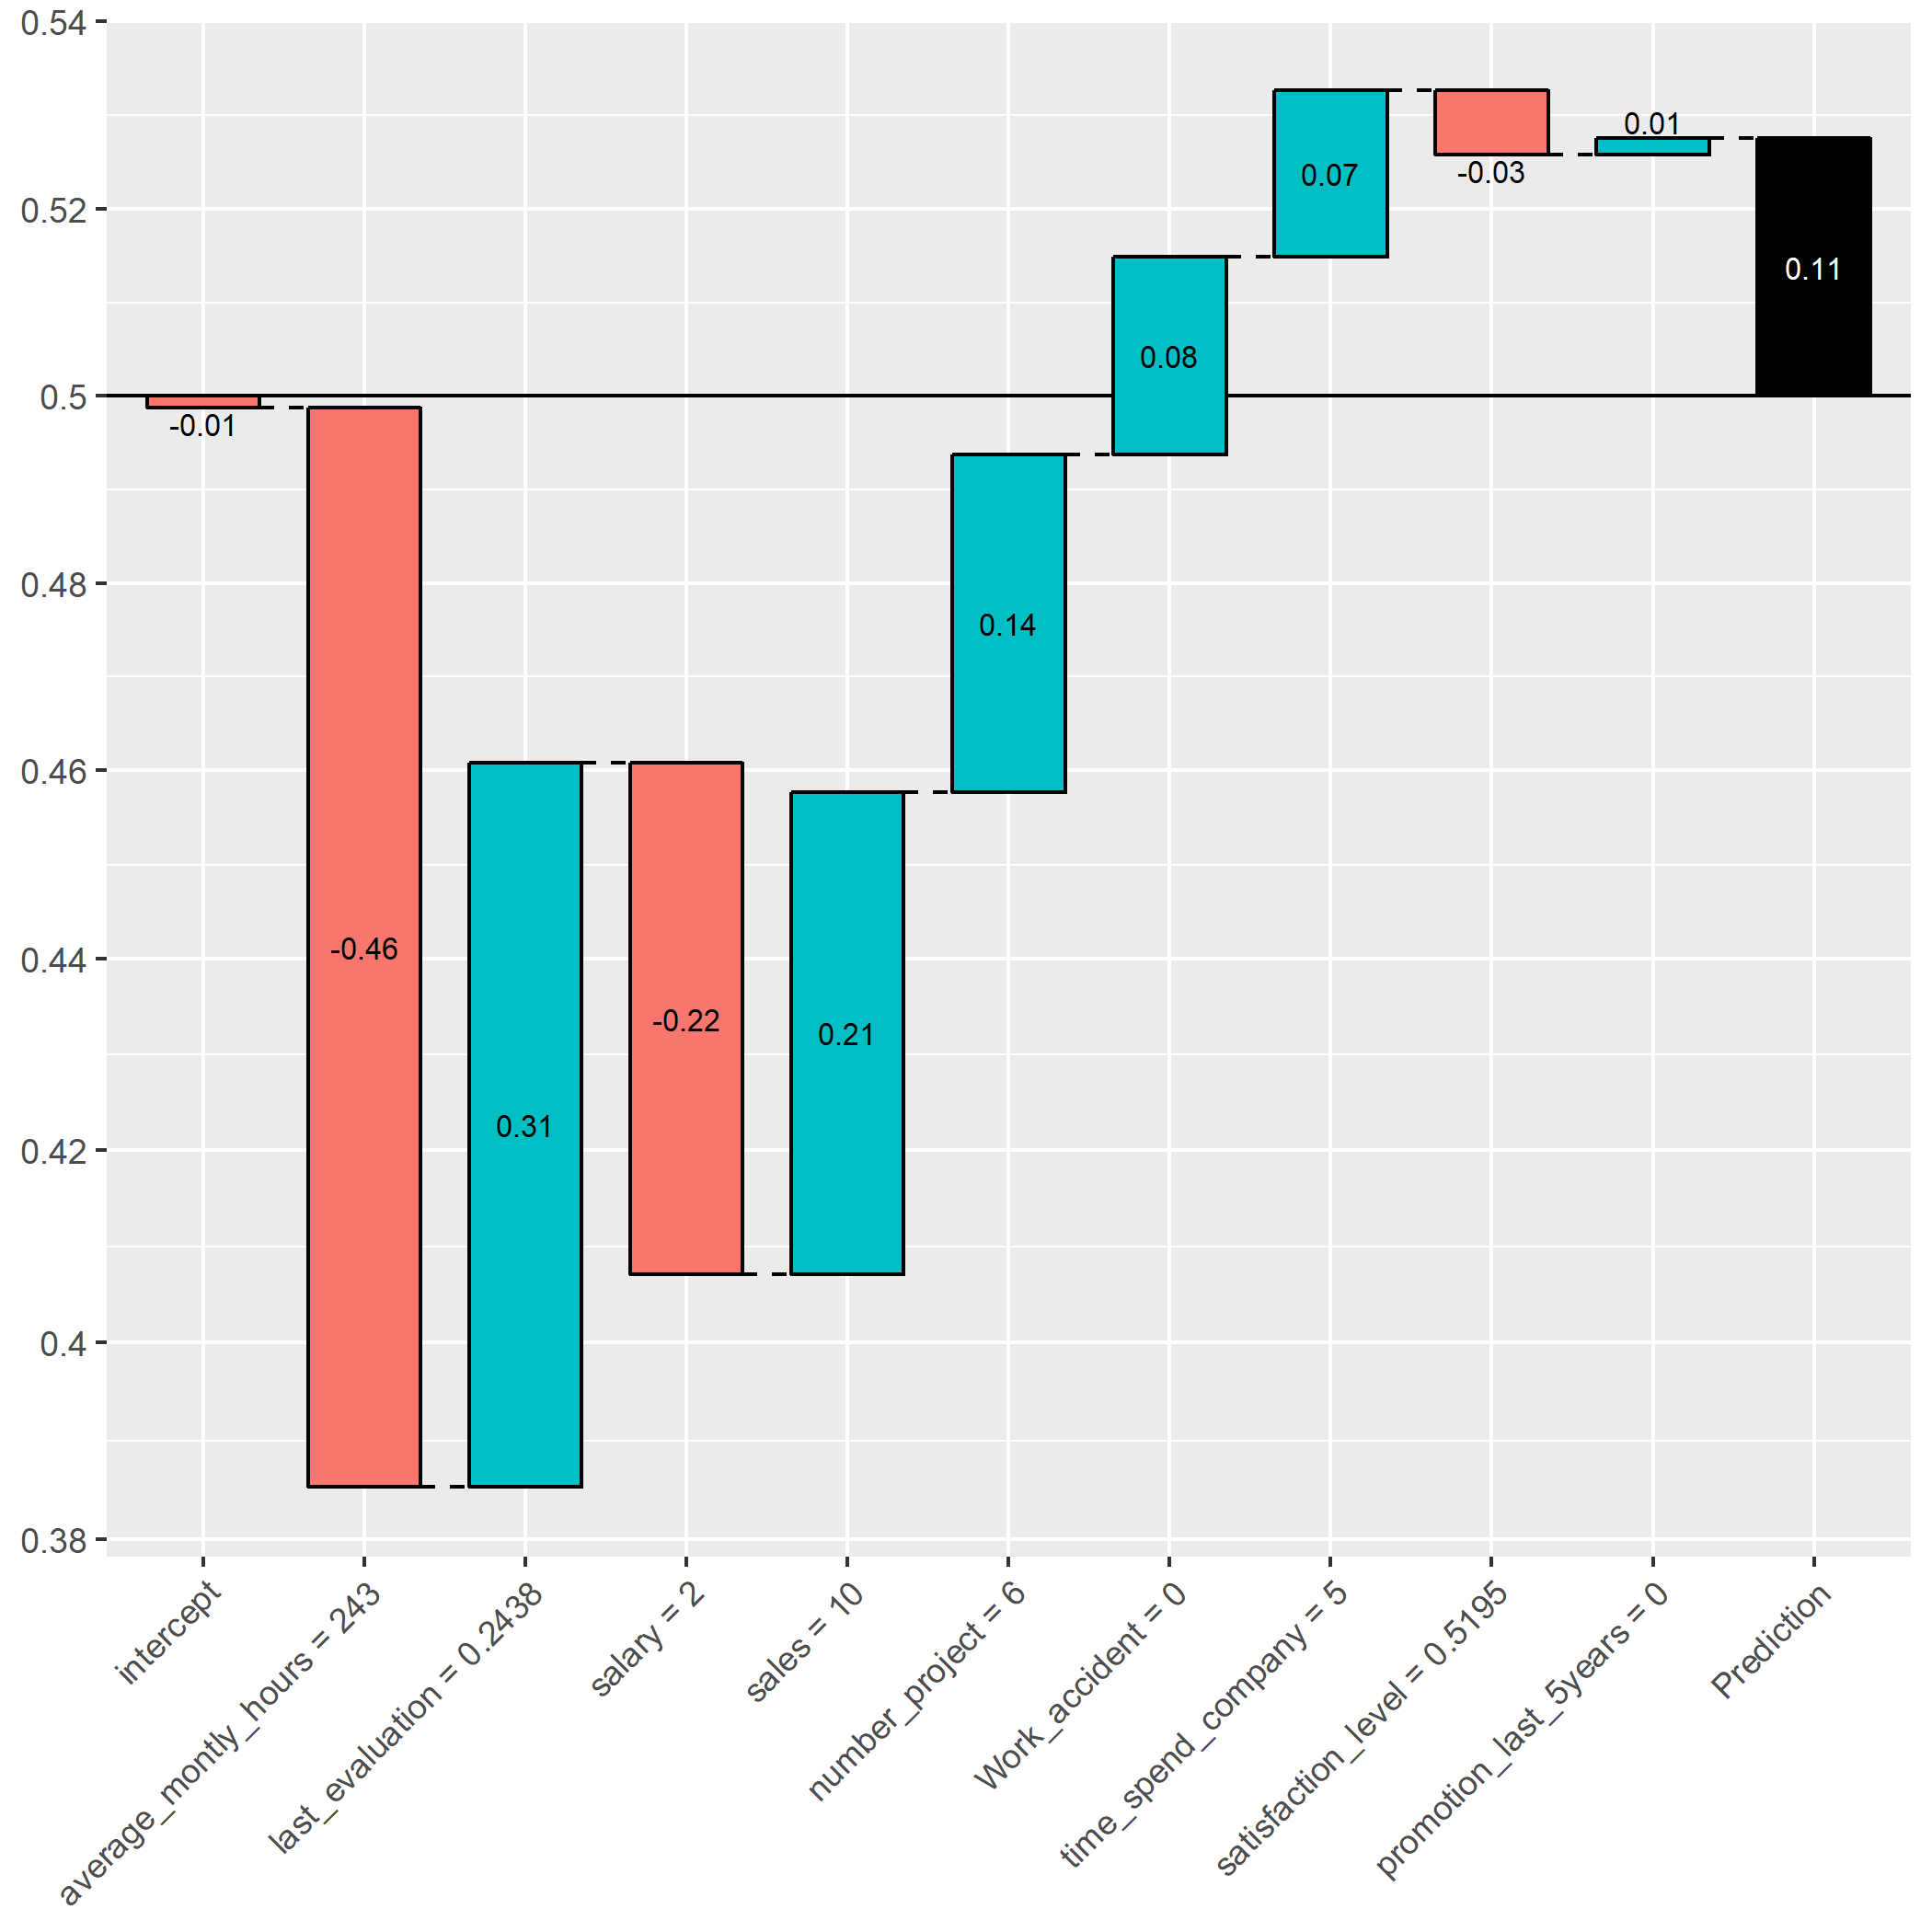 0.54
0.52
0.5
0.48
0.46
0.44
0.42
0.4
0.38
-0.01
-0.46
0.31
-0.22
0.21
0.14
0.08
0.07
-0.03
0.01
0.11
intercept
average_montly_hours = 243
last_evaluation = 0.2438
salary = 2
sales = 10
number_project = 6
Work_accident = 0
time_spend_company = 5
satisfaction_level = 0.5195
promotion_last_5years = 0
Prediction